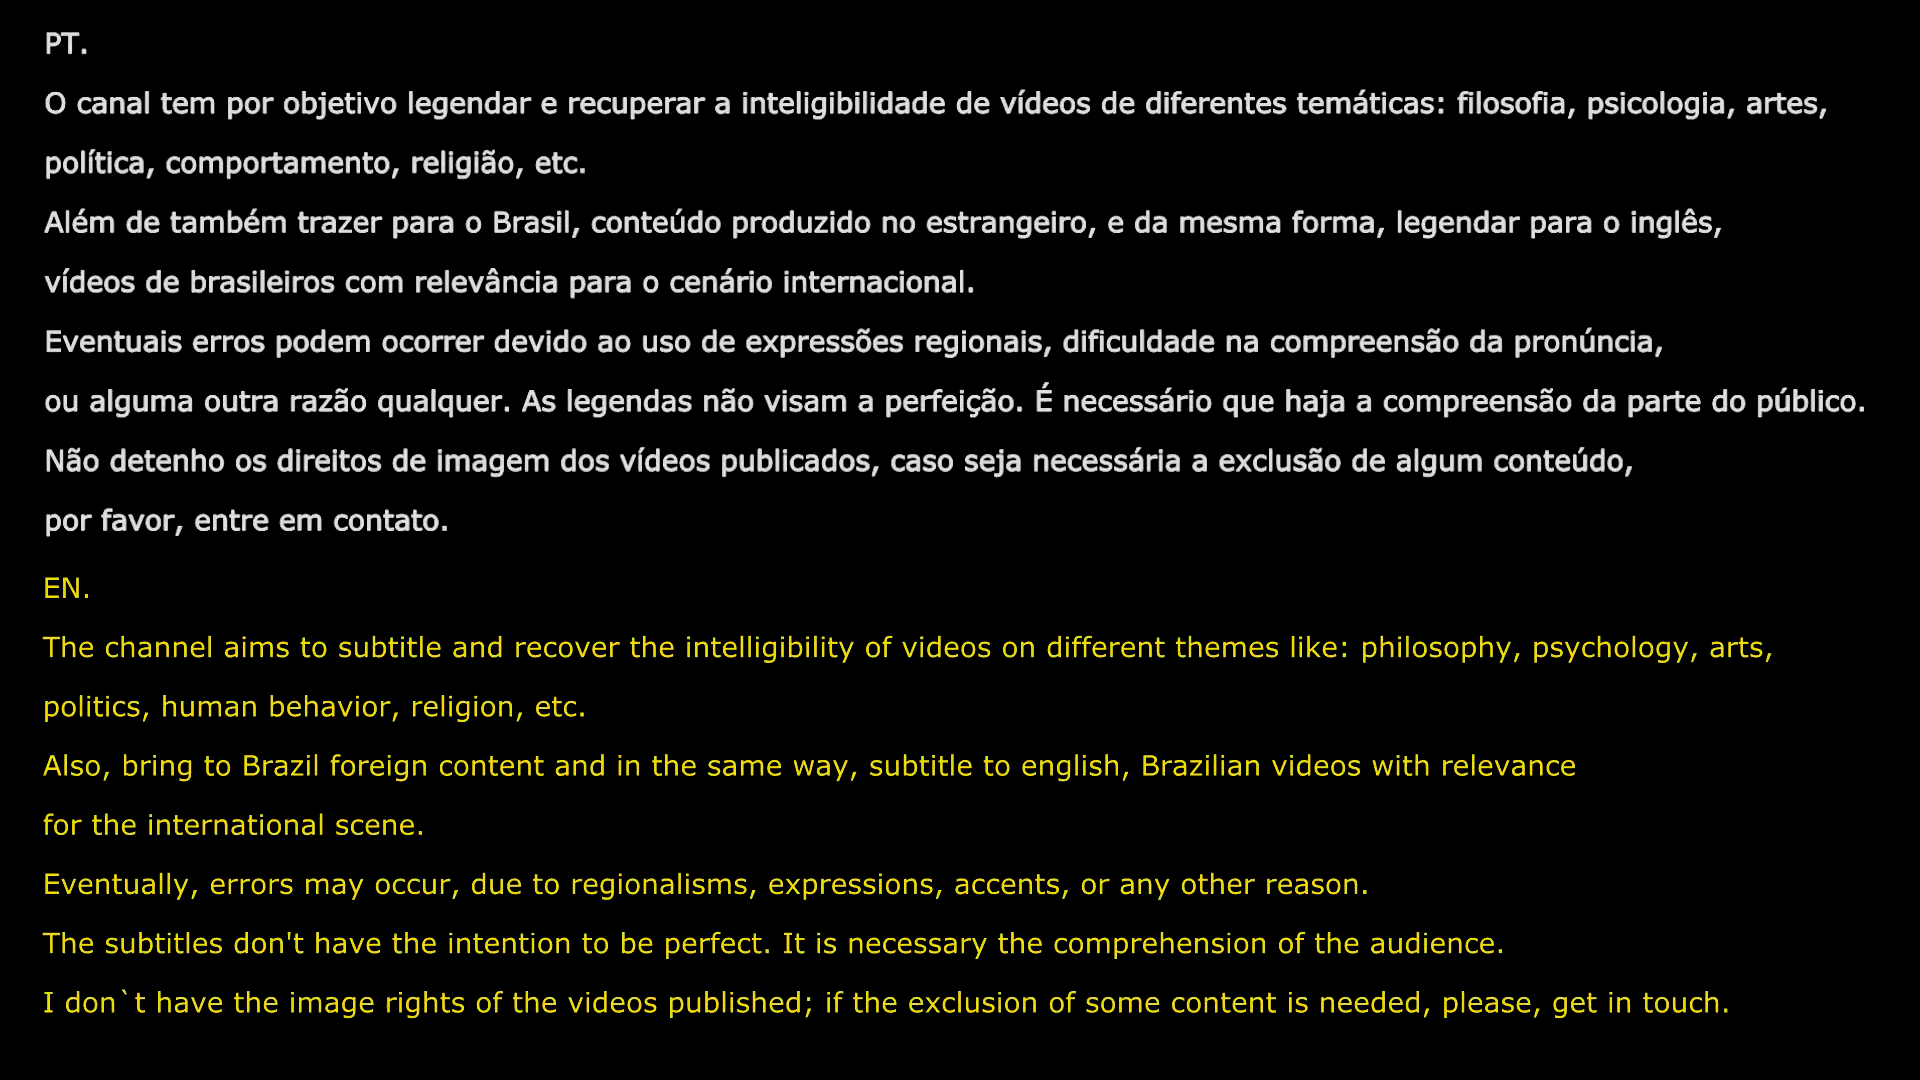 PT.
O canal tem por objetivo legendar e recuperar a inteligibilidade de vídeos de diferentes temáticas: filosofia, psicologia, artes,
política, comportamento, religião, etc.
Além de também trazer para o Brasil, conteúdo produzido no estrangeiro, e da mesma forma, legendar para o inglês,
vídeos de brasileiros com relevância para o cenário internacional.
Eventuais erros podem ocorrer devido ao uso de expressões regionais, dificuldade na compreensão da pronúncia,
ou alguma outra razão qualquer. As legendas não visam a perfeição. É necessário que haja a compreensão da parte do público.
Não detenho os direitos de imagem dos vídeos publicados, caso seja necessária a exclusão de algum conteúdo,
por favor, entre em contato.
EN.
The channel aims to subtitle and recover the intelligibility of videos on different themes like: philosophy, psychology, arts,
politics, human behavior, religion, etc.
Also, bring to Brazil foreign content and in the same way, subtitle to english, Brazilian videos with relevance
for the international scene.
Eventually, errors may occur, due to regionalisms, expressions, accents, or any other reason.
The subtitles don't have the intention to be perfect. It is necessary the comprehension of the audience.
I don`t have the image rights of the videos published; if the exclusion of some content is needed, please, get in touch.